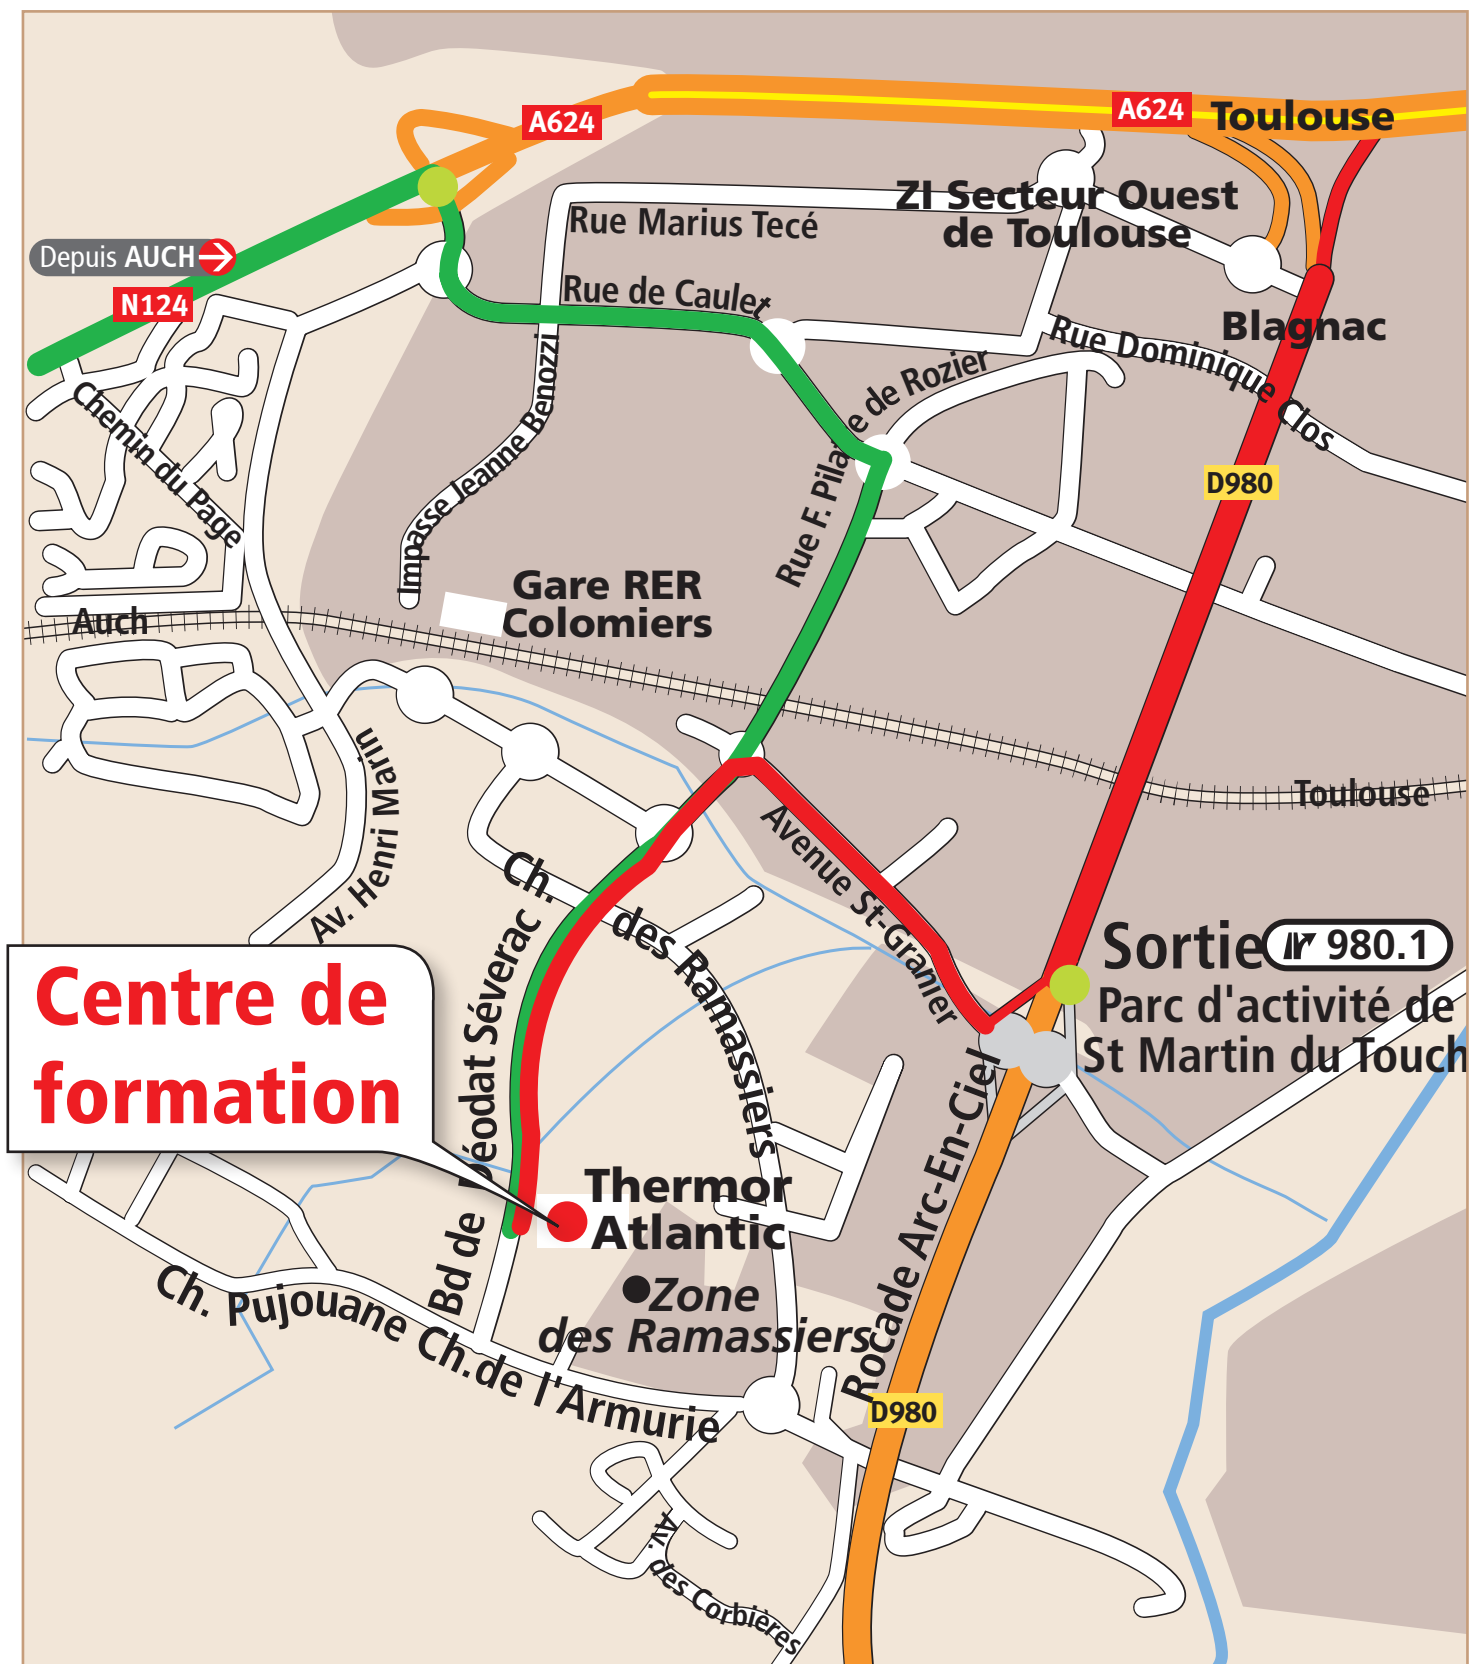 A624
A624
Toulouse
ZI Secteur Ouest
de Toulouse
Rue Marius Tecé
Depuis AUCH
N124
Rue de Caulet
Blagnac
Rue Dominique Clos
Chemin du Page
Impasse Jeanne Benozzi
Rue F. Pilatre de Rozier
D980
Gare RER
Colomiers
Auch
Av. Henri Marin
Toulouse
Avenue St-Granier
Ch. des Ramassiers
Sortie 980.1
Parc d'activité de
St Martin du Touch
Centre de
formation
Bd de Déodat Séverac
Thermor
Atlantic
Rocade Arc-En-Ciel
Zone
des Ramassiers
Ch. Pujouane
Ch.de l'Armurie
D980
Av. des Corbières